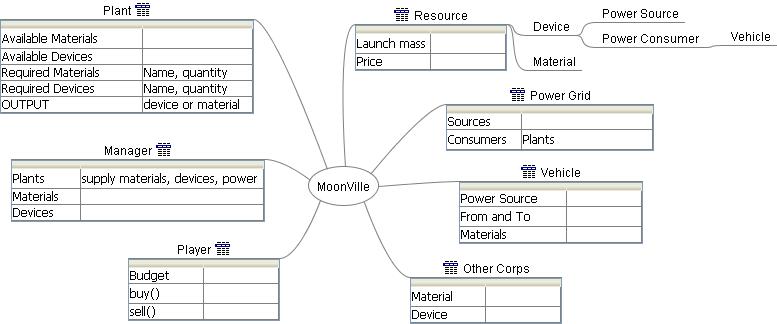 Plant
Available Materials
Available Devices
Required Materials Name, quantity
Required Devices Name, quantity
OUTPUT device or material
Resource
Launch mass
Price
Device
Power Source
Power Consumer
Vehicle
Material
Power Grid
Sources
Consumers Plants
Manager
Plants supply materials, devices, power
Materials
Devices
MoonVille
Vehicle
Power Source
From and To
Materials
Player
Budget
buy()
sell()
Other Corps
Material
Device